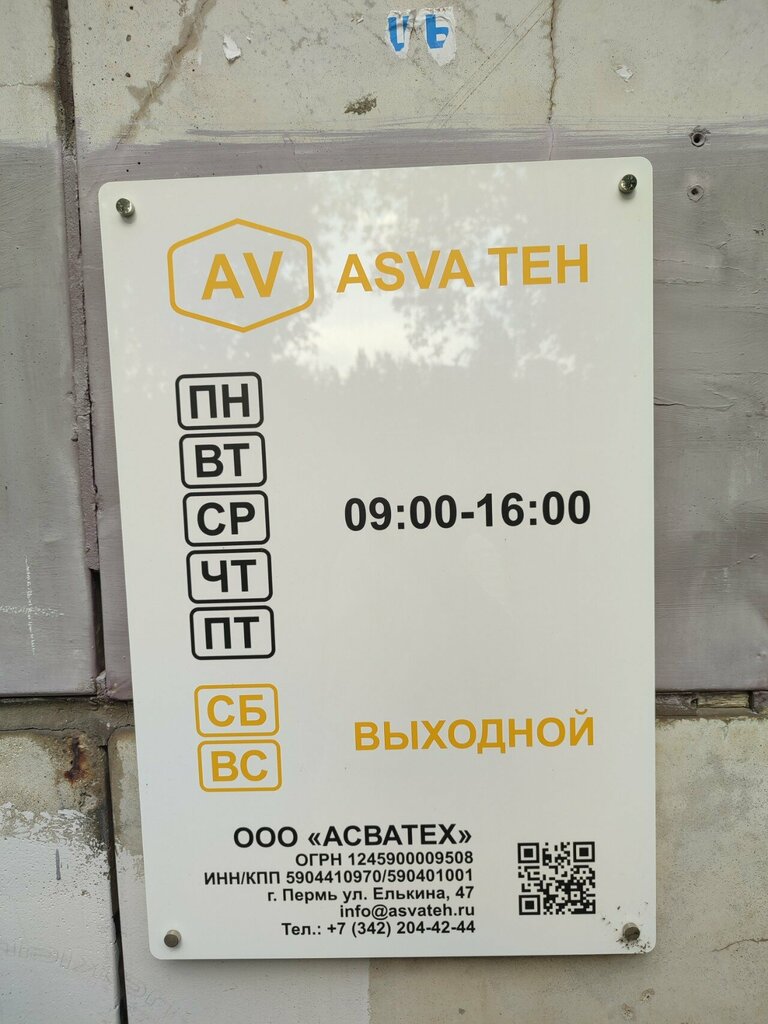 AV ASVA TEH
ПН
ВТ
СР
ЧТ
ПТ
09:00-16:00
СБ
ВС
ВЫХОДНОЙ
ООО «АСВАТЕХ»
ОГРН 1245900009508
ИНН/КПП 5904410970/590401001
г. Пермь ул. Елькина, 47
info@asvateh.ru
Тел.: +7 (342) 204-42-44